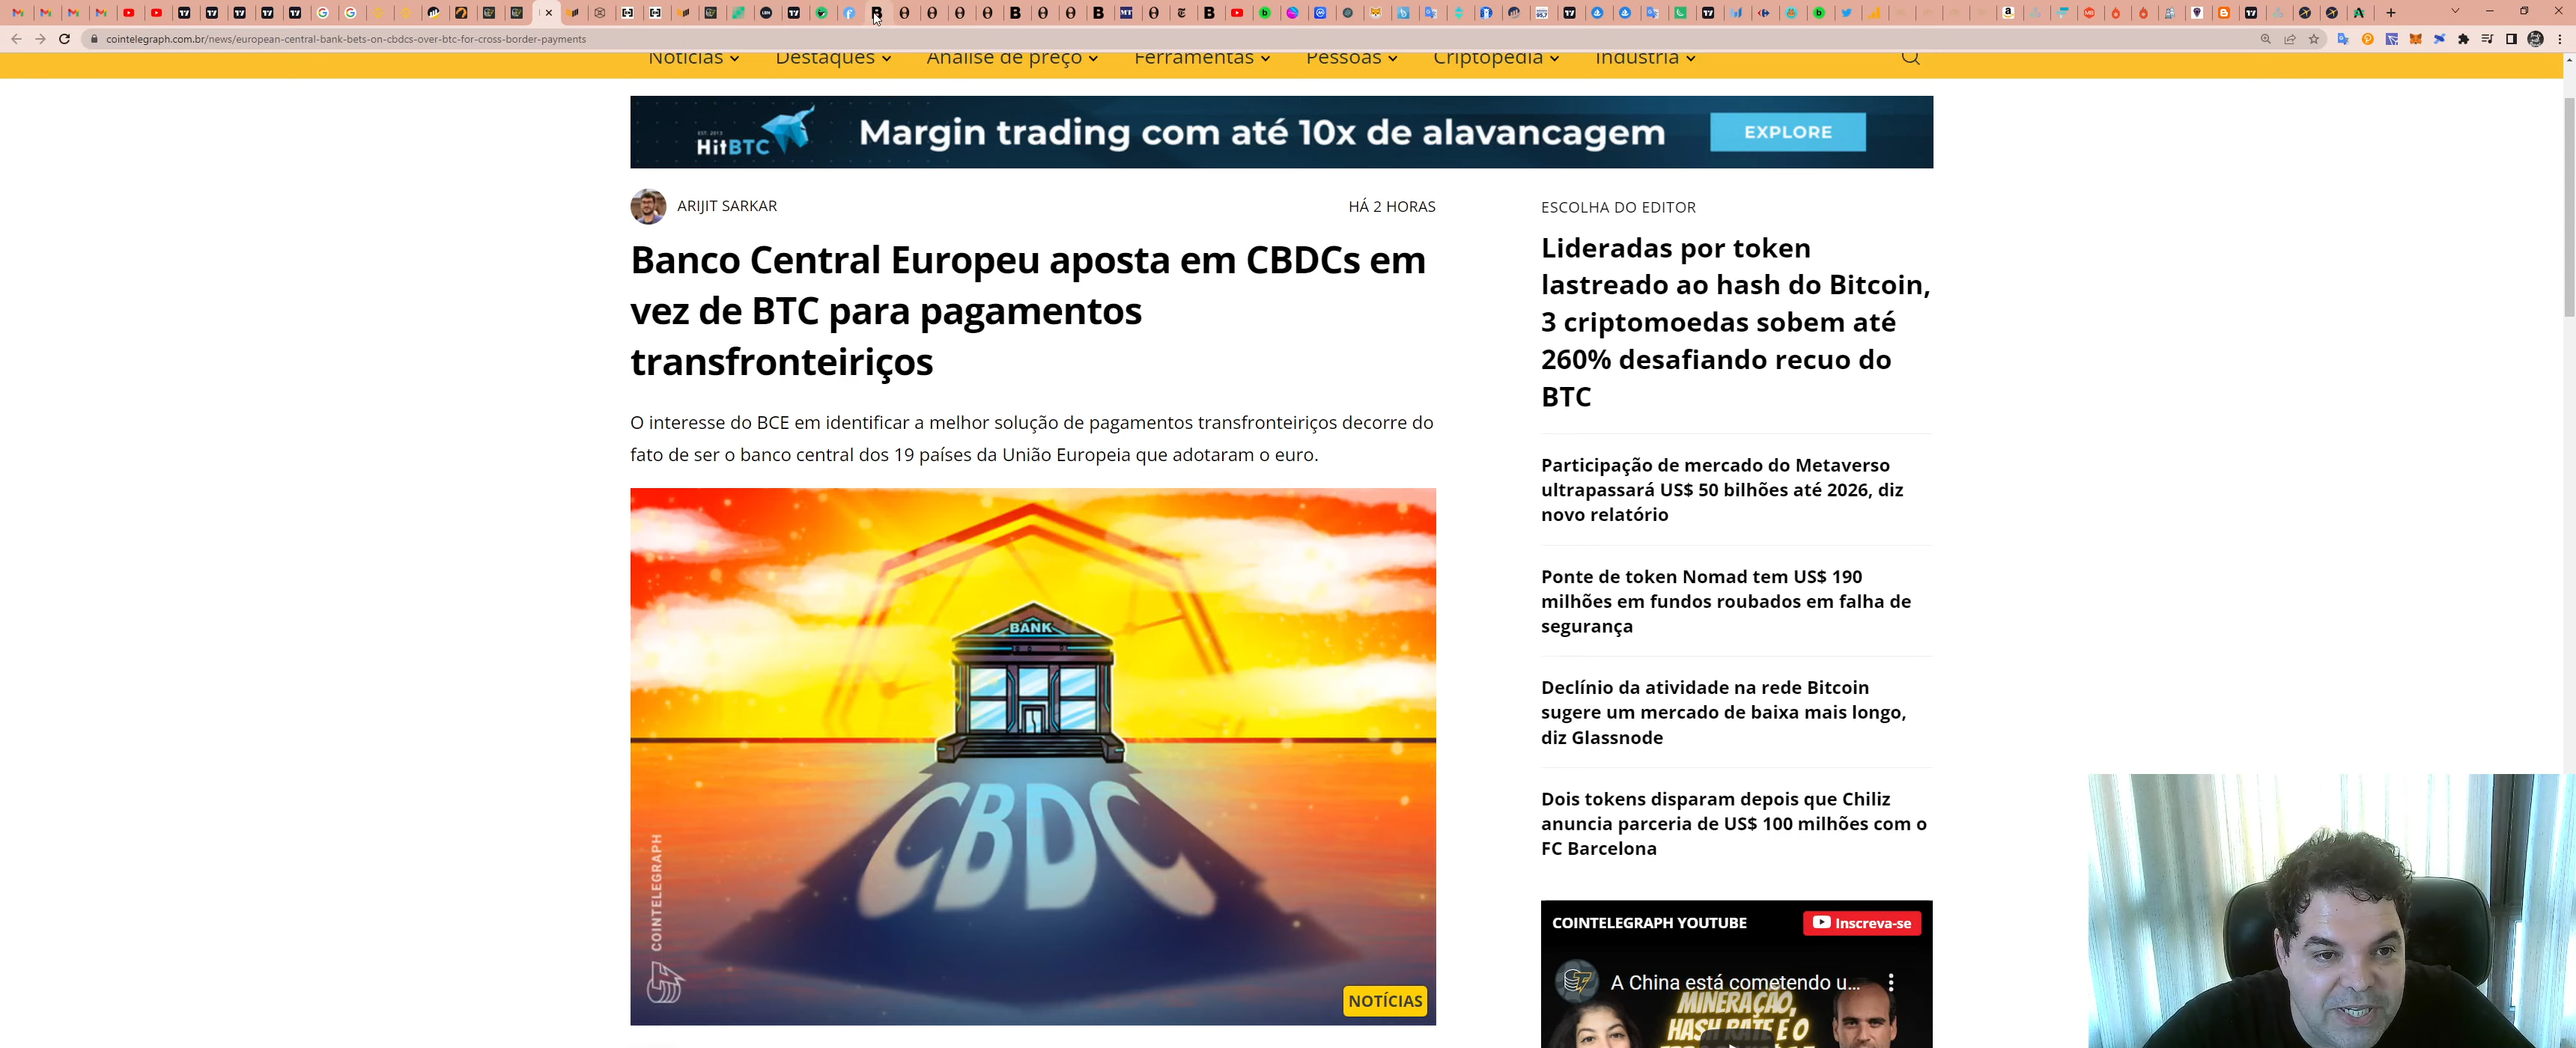 cointelegraph.com.br/news/european-central-bank-bets-on-cbdcs-over-btc-for-cross-border-payments
Notícias
Destaques
Análise de preço
Ferramentas
Pessoas
Criptopédia
Indústria
EST. 2013
HitBTC
Margin trading com até 10x de alavancagem
EXPLORE
ARIJIT SARKAR
HÁ 2 HORAS
Banco Central Europeu aposta em CBDCs em
vez de BTC para pagamentos
transfronteiriços
O interesse do BCE em identificar a melhor solução de pagamentos transfronteiriços decorre do
fato de ser o banco central dos 19 países da União Europeia que adotaram o euro.
BANK
CBDC
COINTELEGRAPH
NOTÍCIAS
ESCOLHA DO EDITOR
Lideradas por token
lastreado ao hash do Bitcoin,
3 criptomoedas sobem até
260% desafiando recuo do
BTC
Participação de mercado do Metaverso
ultrapassará US$ 50 bilhões até 2026, diz
novo relatório
Ponte de token Nomad tem US$ 190
milhões em fundos roubados em falha de
segurança
Declínio da atividade na rede Bitcoin
sugere um mercado de baixa mais longo,
diz Glassnode
Dois tokens disparam depois que Chiliz
anuncia parceria de US$ 100 milhões com o
FC Barcelona
COINTELEGRAPH YOUTUBE
Inscreva-se
A China está cometendo u...
MINERAÇÃO,
HASH RATE E O